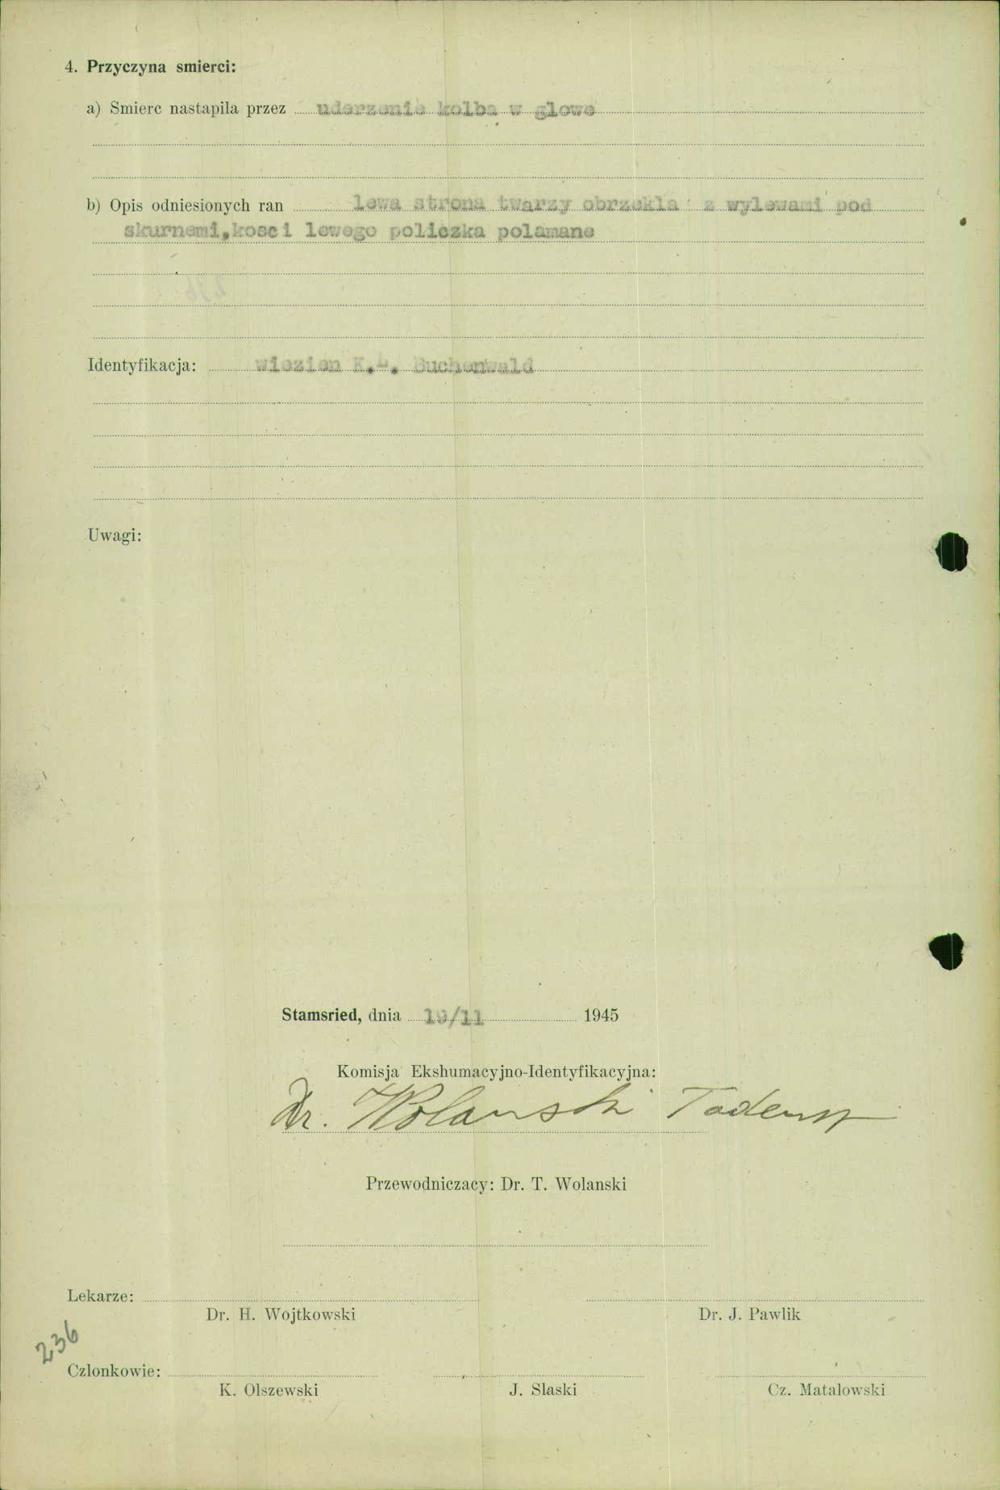 4. Przyczyna smierci:
a) Smierc nastapila przez uderzenie kolba w glowe
b) Opis odniesionych ran lewa strona twarzy obrzekla z wylewami pod
skurnemi,kosci lewego policzka polamane
Identyfikacja: wiezien K.L. Buchenwald
Uwagi:
Stamsried, dnia 19/11 1945
Komisja Ekshumacyjno-Identyfikacyjna:
Dr. Wolanski Tadeusz
Przewodniczacy: Dr. T. Wolanski
Lekarze:
Dr. H. Wojtkowski Dr. J. Pawlik
236
Czlonkowie:
K. Olszewski J. Slaski Cz. Matalowski